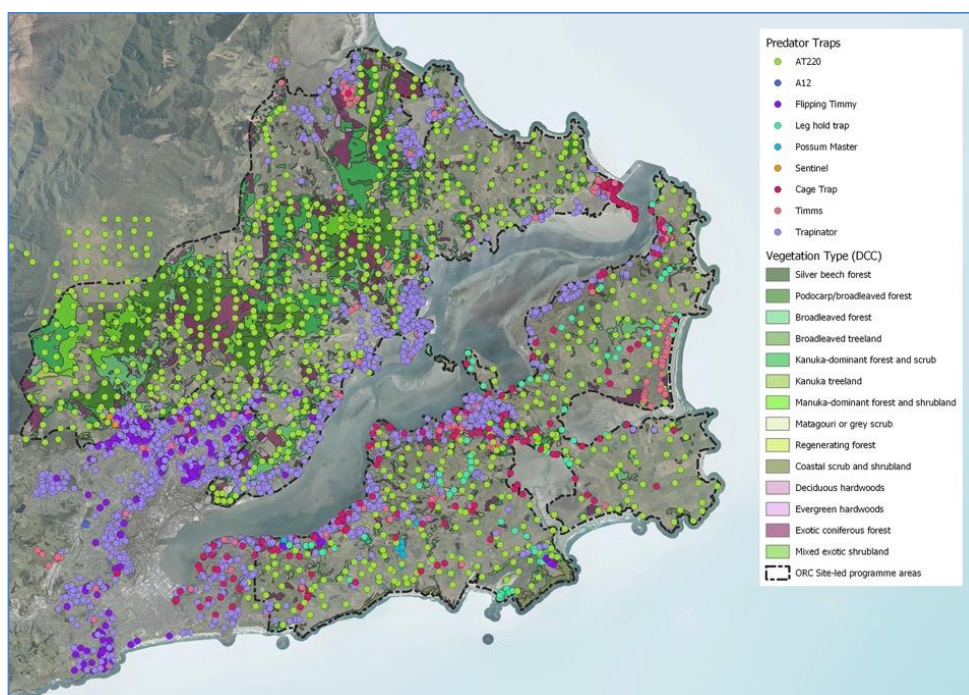 Predator Traps
AT220
A12
Flipping Timmy
Leg hold trap
Possum Master
Sentinel
Cage Trap
Timms
Trapinator
Vegetation Type (DCC)
Silver beech forest
Podocarp/broadleaved forest
Broadleaved forest
Broadleaved treeland
Kanuka-dominant forest and scrub
Kanuka treeland
Manuka-dominant forest and shrubland
Matagouri or grey scrub
Regenerating forest
Coastal scrub and shrubland
Deciduous hardwoods
Evergreen hardwoods
Exotic coniferous forest
Mixed exotic shrubland
ORC Site-led programme areas